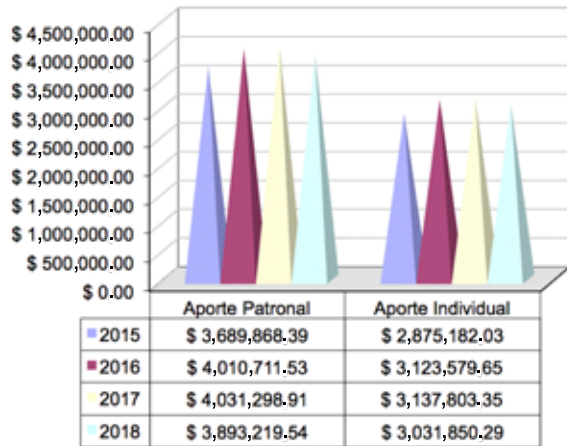 $ 4,500,000.00
$ 4,000,000.00
$ 3,500,000.00
$ 3,000,000.00
$ 2,500,000.00
$ 2,000,000.00
$ 1,500,000.00
$ 1,000,000.00
$ 500,000.00
$ 0.00
Aporte Patronal Aporte Individual
2015 $ 3,689,868.39 $ 2,875,182.03
2016 $ 4,010,711.53 $ 3,123,579.65
2017 $ 4,031,298.91 $ 3,137,803.35
2018 $ 3,893,219.54 $ 3,031,850.29